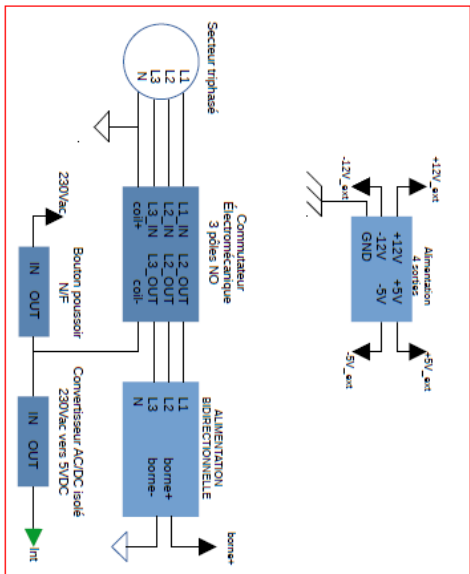 +12V_ext
+5V_ext
Alimentation
4 sorties
+12V +5V
-12V -5V
GND
-12V_ext
-5V_ext
Secteur triphasé
L1
L2
L3
N
Commutateur
Électromécanique
3 pôles NO
L1_IN L2_OUT
L2_IN L2_OUT
L3_IN L3_OUT
coil+ coil-
ALIMENTATION
BIDIRECTIONNELLE
L1
L2 borne+
L3 borne-
N
borne+
230Vac
Bouton poussoir
N/F
IN OUT
Convertisseur AC/DC isolé
230Vac vers 5VDC
IN OUT
Int